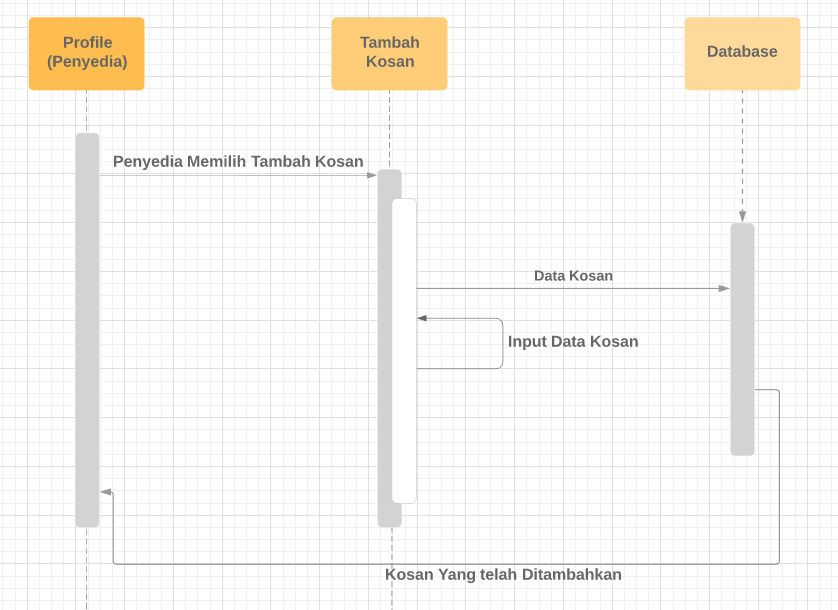 Profile
(Penyedia)
Tambah
Kosan
Database
Penyedia Memilih Tambah Kosan
Data Kosan
Input Data Kosan
Kosan Yang telah Ditambahkan